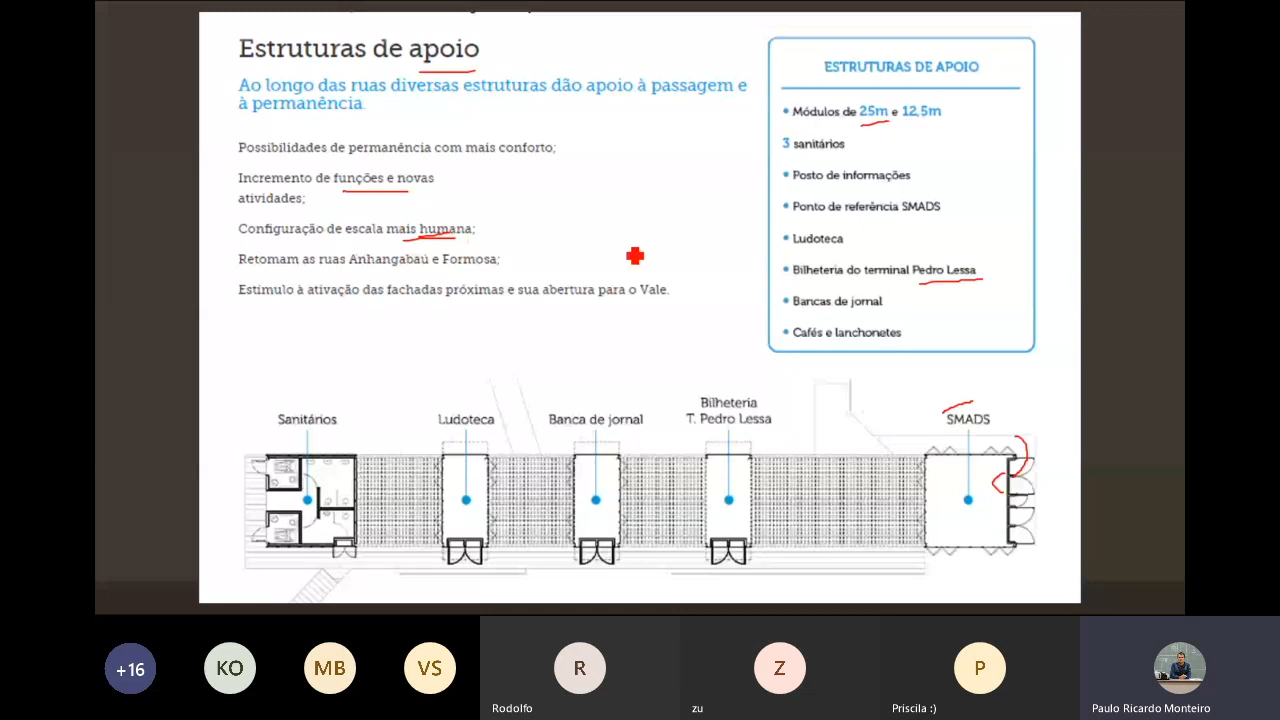 Estruturas de apoio
Ao longo das ruas diversas estruturas dão apoio à passagem e
à permanência.
Possibilidades de permanência com mais conforto;
Incremento de funções e novas
atividades;
Configuração de escala mais humana;
Retomam as ruas Anhangabaú e Formosa;
Estímulo à ativação das fachadas próximas e sua abertura para o Vale.
ESTRUTURAS DE APOIO
• Módulos de 25m e 12,5m
3 sanitários
• Posto de informações
• Ponto de referência SMADS
• Ludoteca
• Bilheteria do terminal Pedro Lessa
• Bancas de jornal
• Cafés e lanchonetes
Sanitários
Ludoteca
Banca de jornal
Bilheteria
T. Pedro Lessa
SMADS
+16
KO
MB
VS
R
Rodolfo
Z
zu
P
Priscila :)
Paulo Ricardo Monteiro